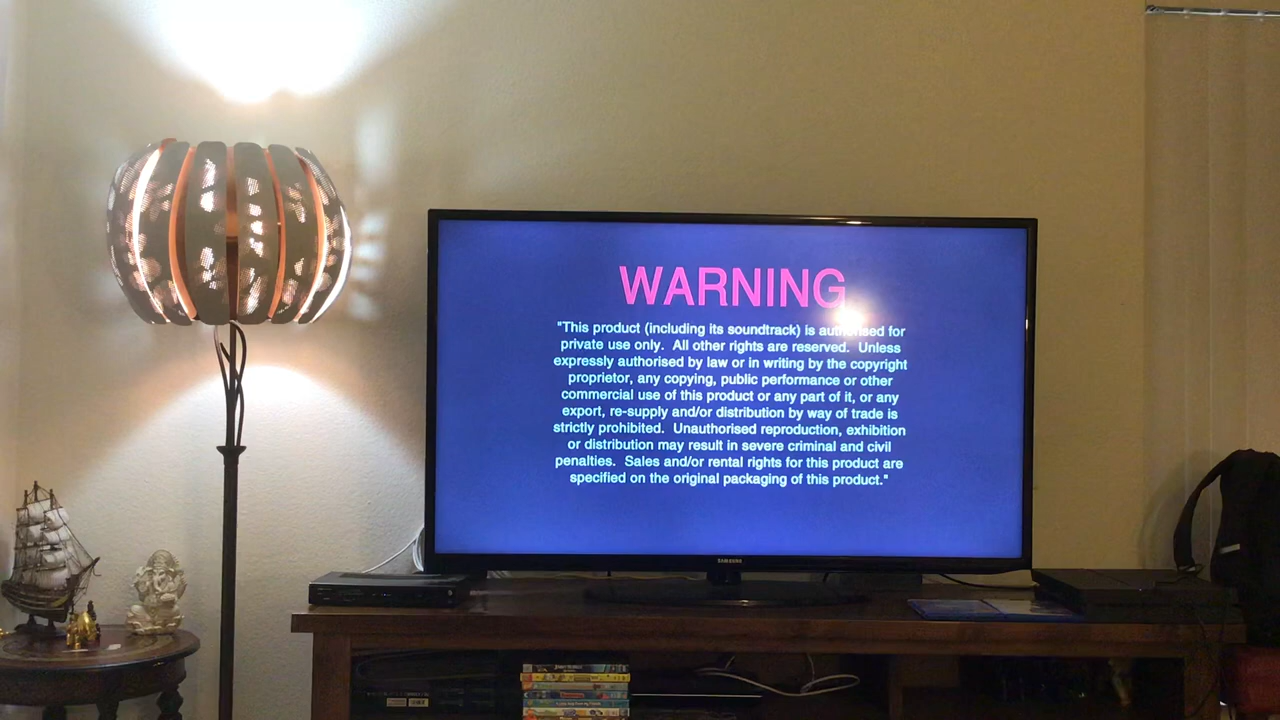 WARNING
"This product (including its soundtrack) is authorised for
private use only. All other rights are reserved. Unless
expressly authorised by law or in writing by the copyright
proprietor, any copying, public performance or other
commercial use of this product or any part of it, or any
export, re-supply and/or distribution by way of trade is
strictly prohibited. Unauthorised reproduction, exhibition
or distribution may result in severe criminal and civil
penalties. Sales and/or rental rights for this product are
specified on the original packaging of this product."
SAMSUNG